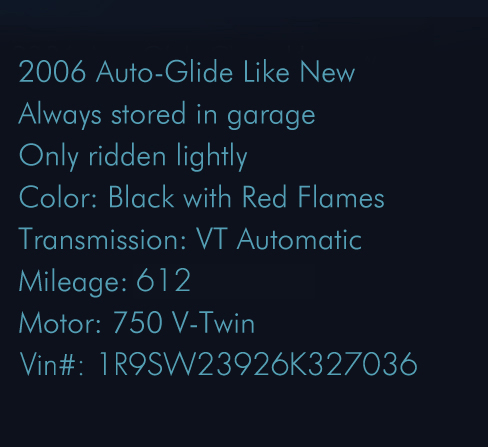 2006 Auto-Glide Like New
Always stored in garage
Only ridden lightly
Color: Black with Red Flames
Transmission: VT Automatic
Mileage: 612
Motor: 750 V-Twin
Vin#: 1R9SW23926K327036